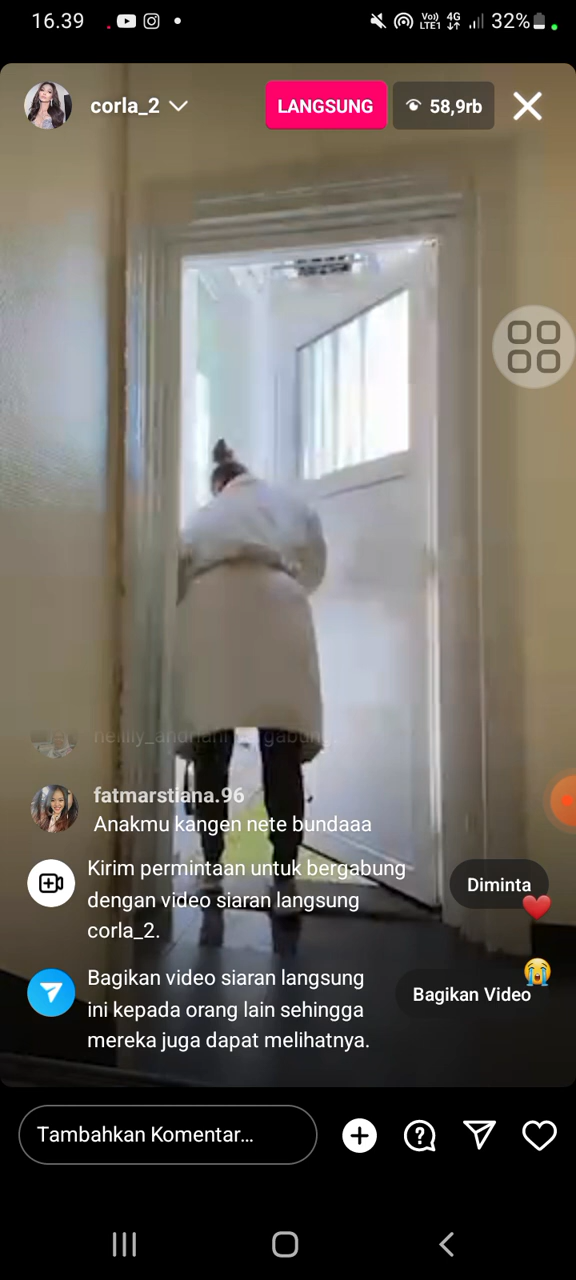 16.39
Vo))
LTE1
4G
32%
corla_2
LANGSUNG
58,9rb
neillly_andriani bergabung.
fatmarstiana.96
Anakmu kangen nete bundaaa
Kirim permintaan untuk bergabung
dengan video siaran langsung
corla_2.
Diminta
Bagikan video siaran langsung
ini kepada orang lain sehingga
mereka juga dapat melihatnya.
Bagikan Video
Tambahkan Komentar...